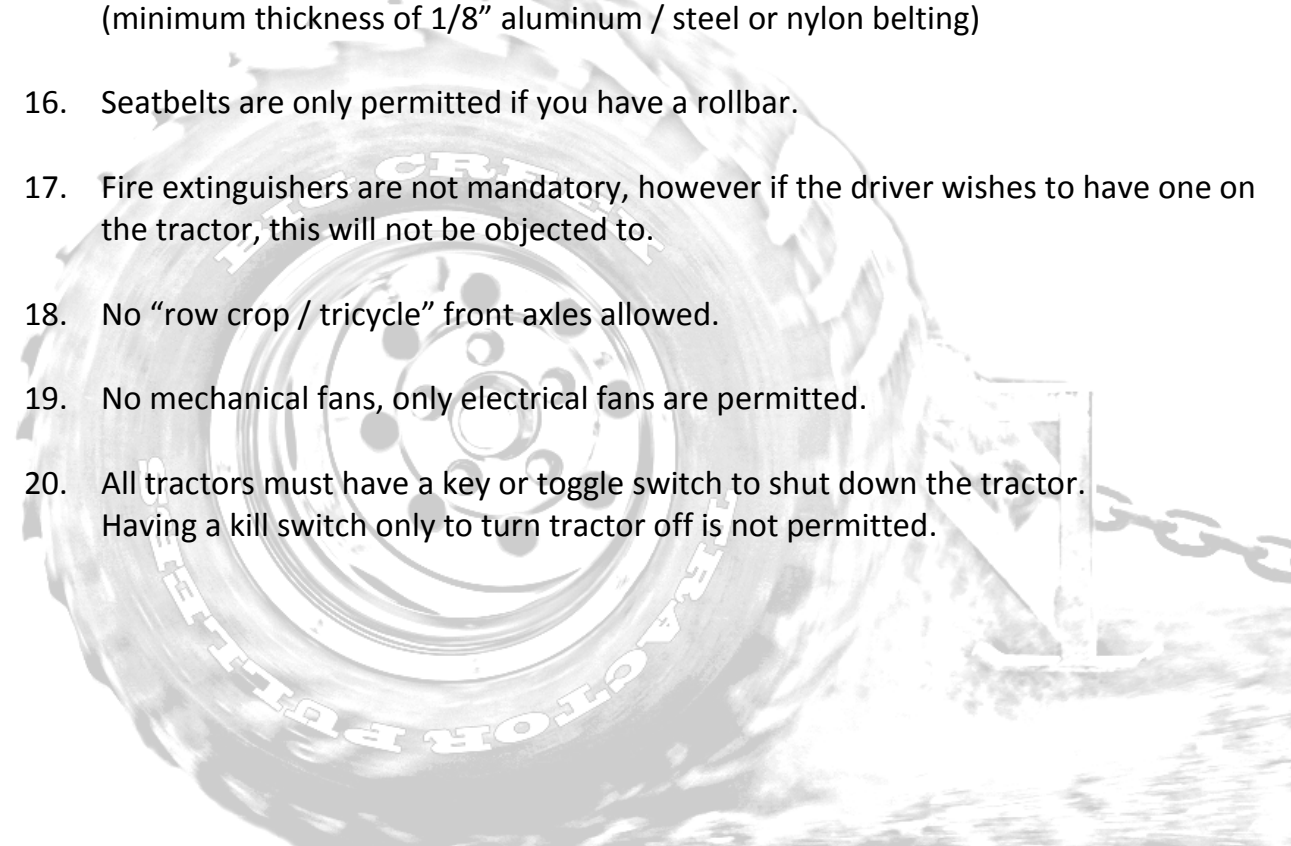 (minimum thickness of 1/8” aluminum / steel or nylon belting)
16. Seatbelts are only permitted if you have a rollbar.
17. Fire extinguishers are not mandatory, however if the driver wishes to have one on
the tractor, this will not be objected to.
18. No “row crop / tricycle” front axles allowed.
19. No mechanical fans, only electrical fans are permitted.
20. All tractors must have a key or toggle switch to shut down the tractor.
Having a kill switch only to turn tractor off is not permitted.
BIG CREEK
TRACTOR PULLERS